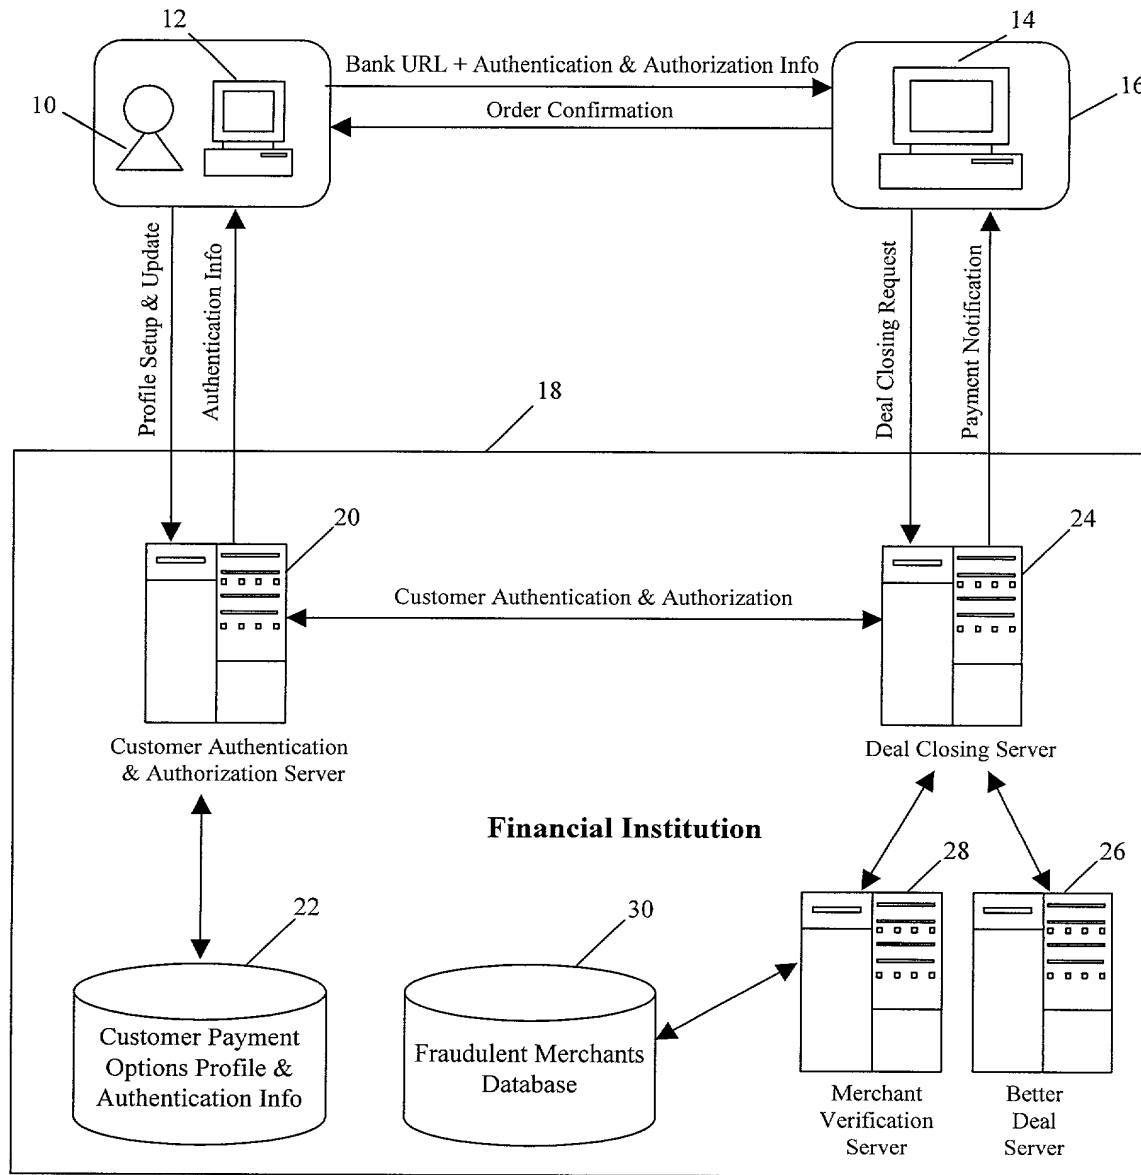 12
14
Bank URL + Authentication & Authorization Info
16
10
Order Confirmation
Profile Setup & Update
Authentication Info
Deal Closing Request
Payment Notification
18
20
24
Customer Authentication & Authorization
Customer Authentication
& Authorization Server
Deal Closing Server
Financial Institution
28
26
22
30
Customer Payment
Options Profile &
Authentication Info
Fraudulent Merchants
Database
Merchant
Verification
Server
Better
Deal
Server